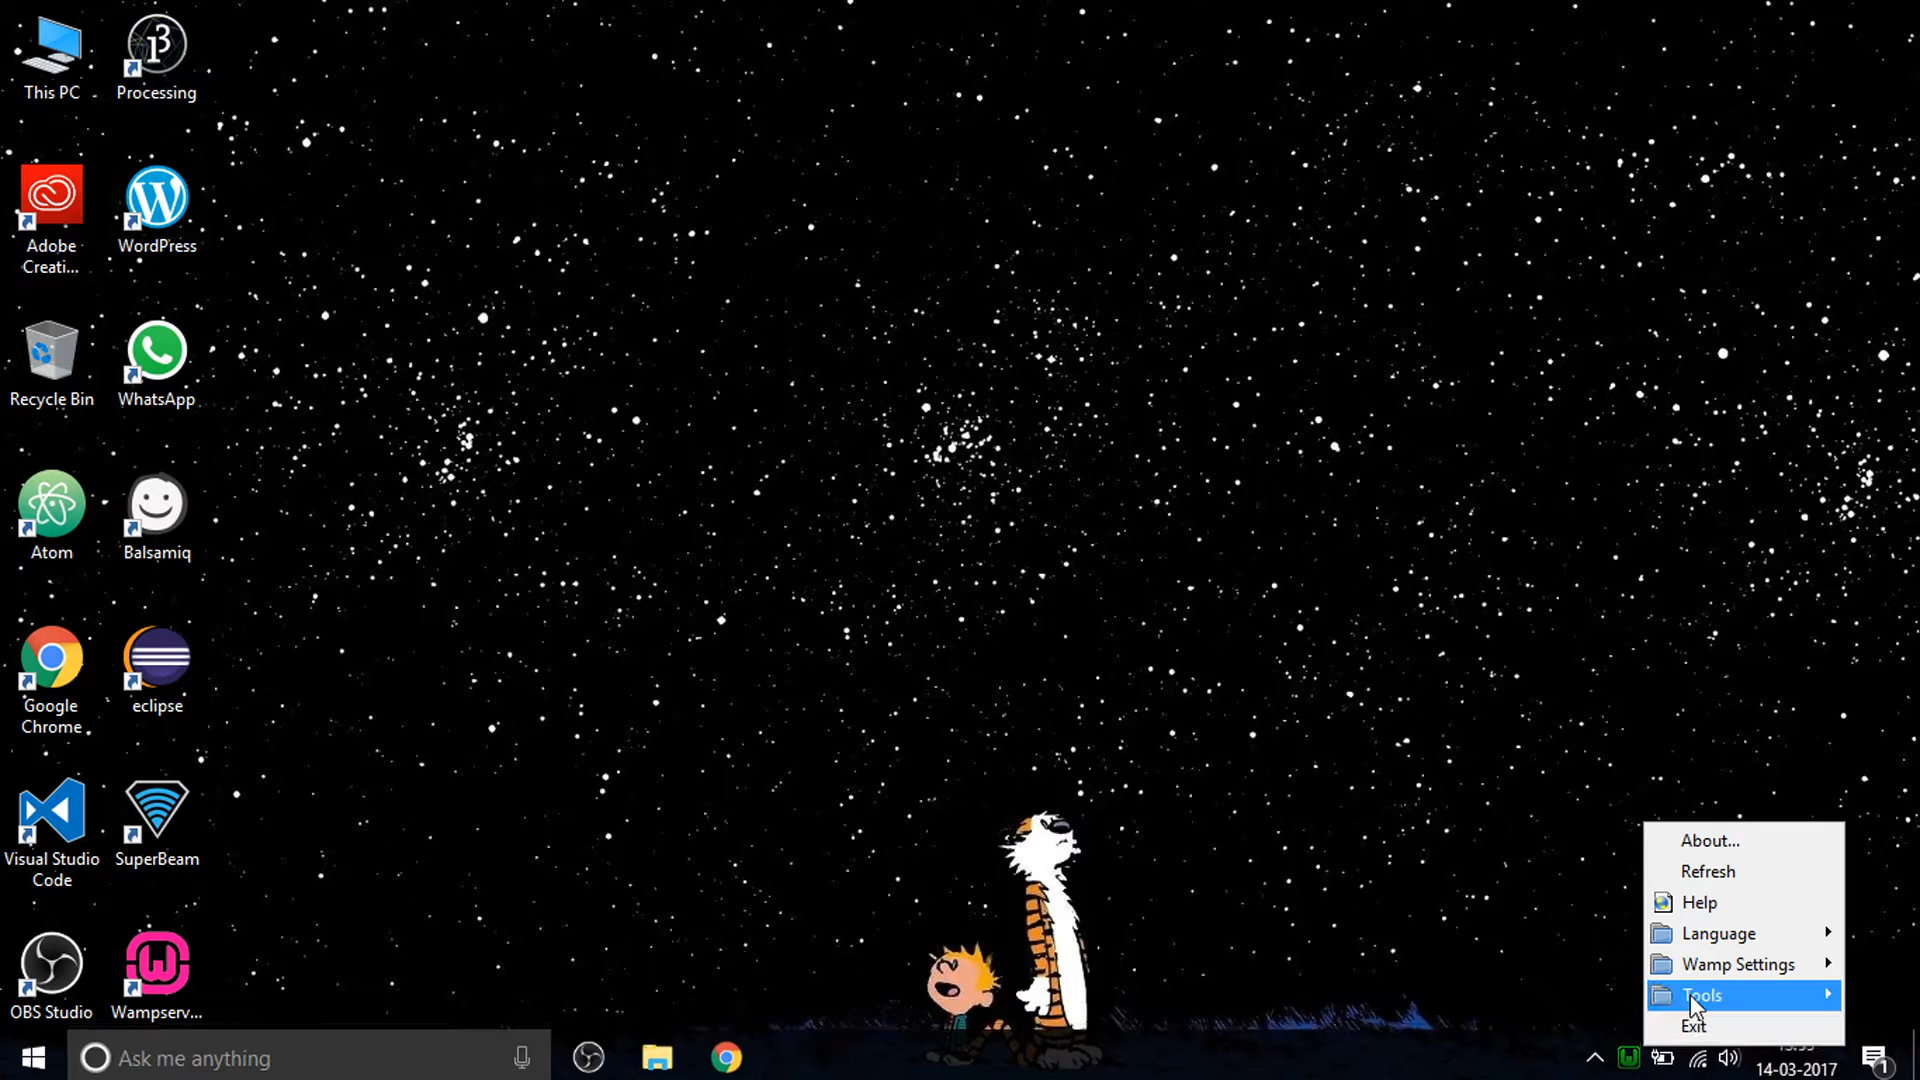 This PC
Processing
Adobe
Creati...
WordPress
Recycle Bin
WhatsApp
Atom
Balsamiq
Google
Chrome
eclipse
Visual Studio
Code
SuperBeam
OBS Studio
Wampserv...
About...
Refresh
Help
Language
Wamp Settings
Tools
Exit
Ask me anything
14-03-2017
1